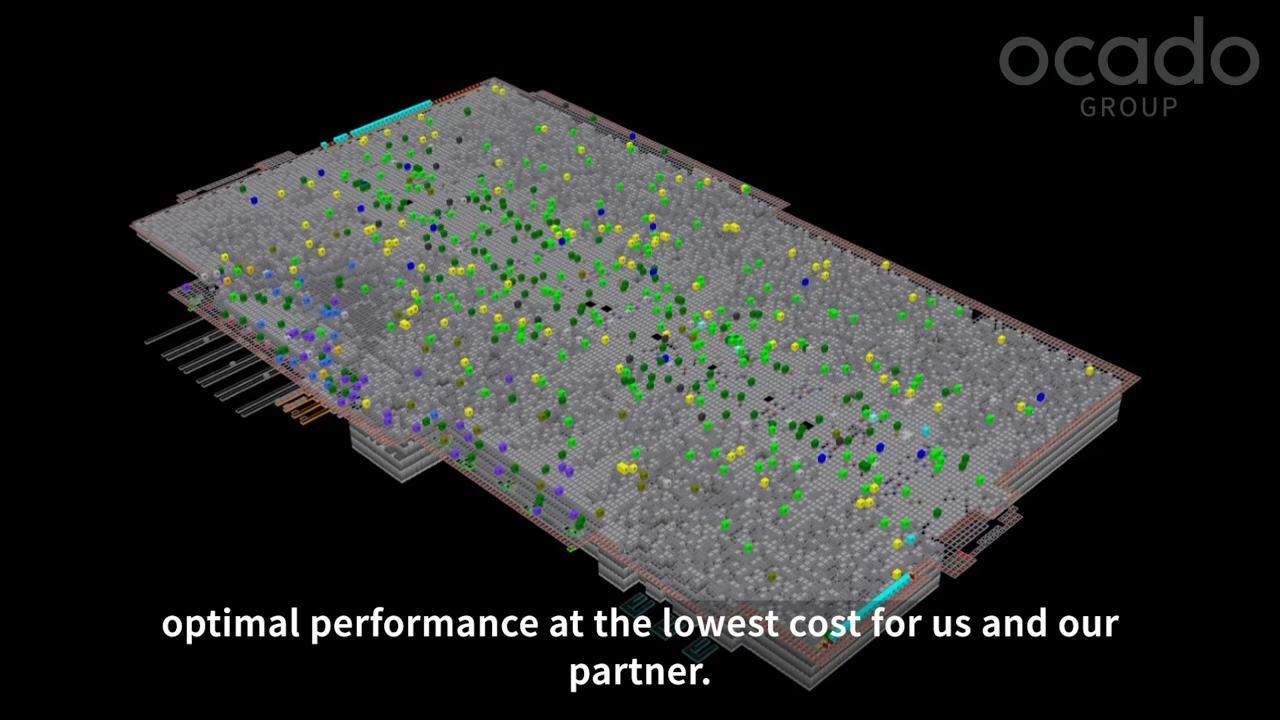 ocado
GROUP
optimal performance at the lowest cost for us and our
partner.